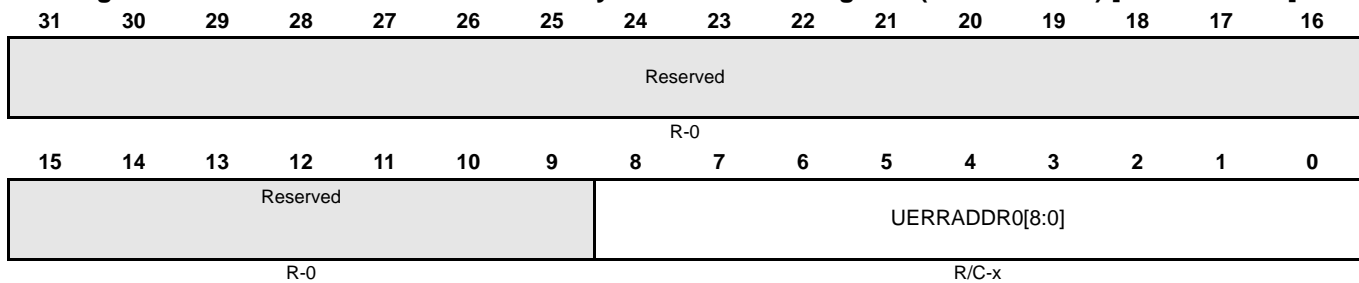 31 30 29 28 27 26 25 24 23 22 21 20 19 18 17 16
Reserved
R-0
15 14 13 12 11 10 9 8 7 6 5 4 3 2 1 0
Reserved UERRADDR0[8:0]
R-0 R/C-x